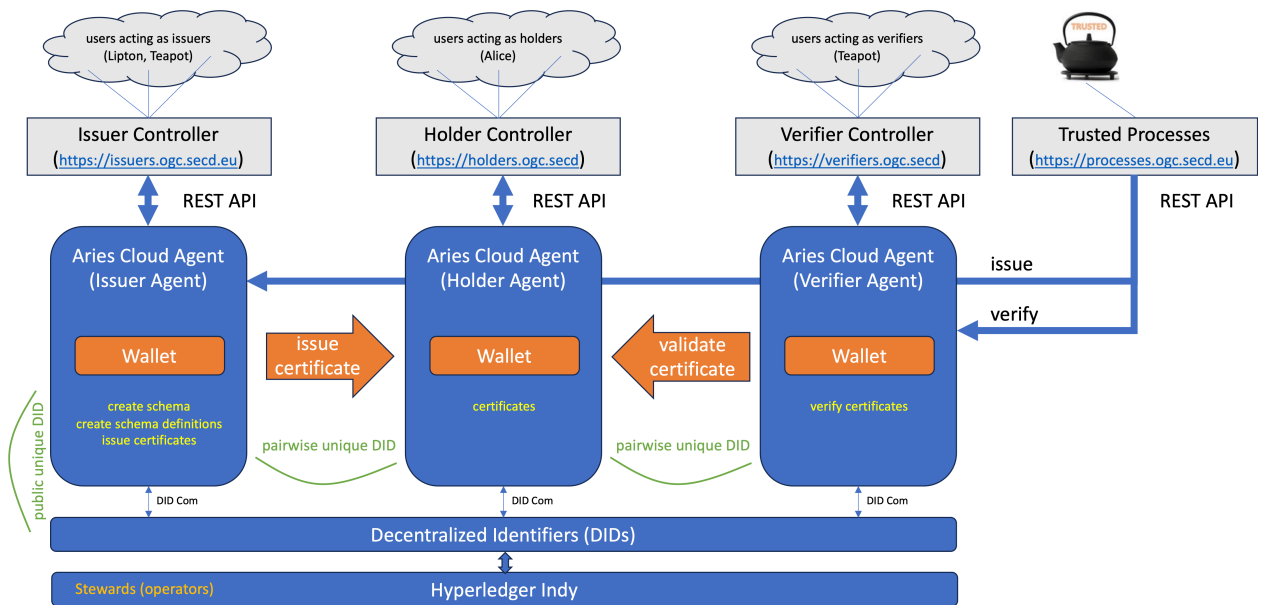 users acting as issuers
(Lipton, Teapot)
users acting as holders
(Alice)
users acting as verifiers
(Teapot)
TRUSTED
Issuer Controller
(https://issuers.ogc.secd.eu)
Holder Controller
(https://holders.ogc.secd)
Verifier Controller
(https://verifiers.ogc.secd)
Trusted Processes
(https://processes.ogc.secd.eu)
REST API
REST API
REST API
REST API
Aries Cloud Agent
(Issuer Agent)
Aries Cloud Agent
(Holder Agent)
Aries Cloud Agent
(Verifier Agent)
issue
verify
Wallet
issue
certificate
Wallet
validate
certificate
Wallet
create schema
create schema definitions
issue certificates
certificates
verify certificates
public unique DID
pairwise unique DID
pairwise unique DID
DID Com
DID Com
DID Com
Decentralized Identifiers (DIDs)
Stewards (operators)
Hyperledger Indy